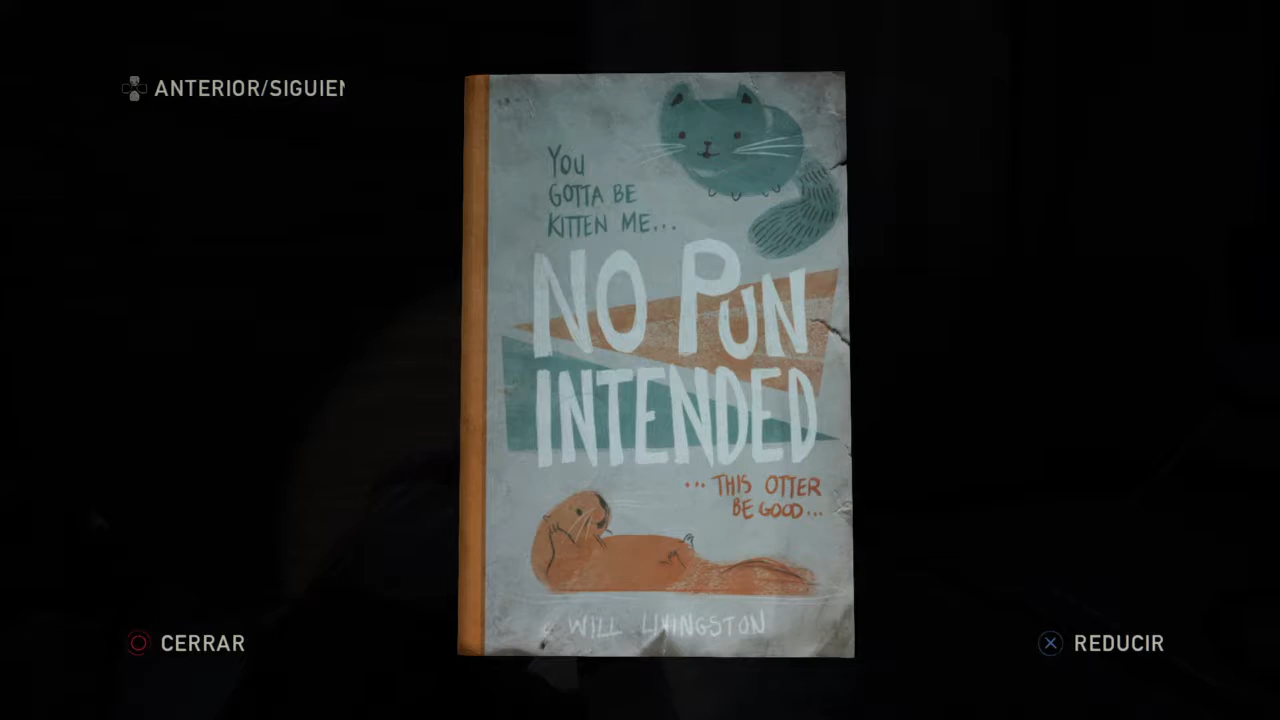 ANTERIOR/SIGUIEN
YOU
GOTTA BE
KITTEN ME...
NO PUN
INTENDED
...THIS OTTER
BE GOOD...
WILL LIVINGSTON
CERRAR
REDUCIR